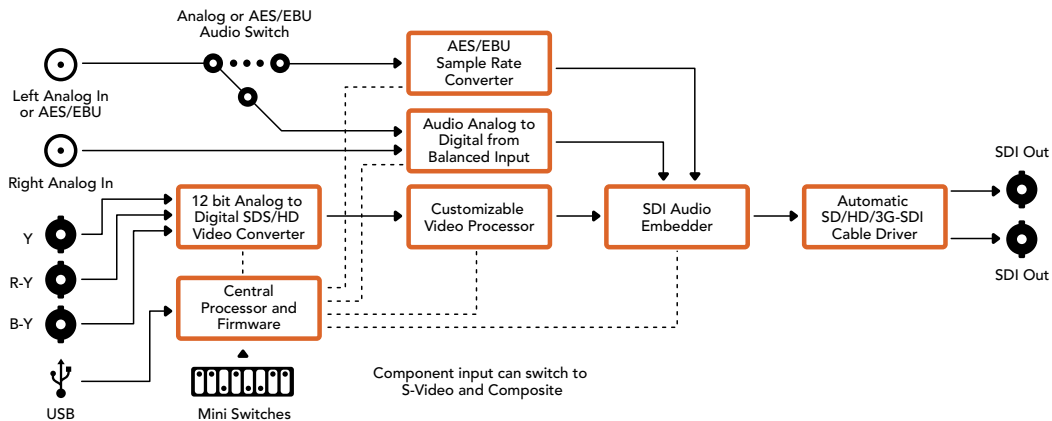 Analog or AES/EBU
Audio Switch
Left Analog In
or AES/EBU
AES/EBU
Sample Rate
Converter
Audio Analog to
Digital from
Balanced Input
Right Analog In
Y
R-Y
B-Y
12 bit Analog to
Digital SDS/HD
Video Converter
Customizable
Video Processor
SDI Audio
Embedder
Automatic
SD/HD/3G-SDI
Cable Driver
SDI Out
SDI Out
Central
Processor and
Firmware
USB
Mini Switches
Component input can switch to
S-Video and Composite